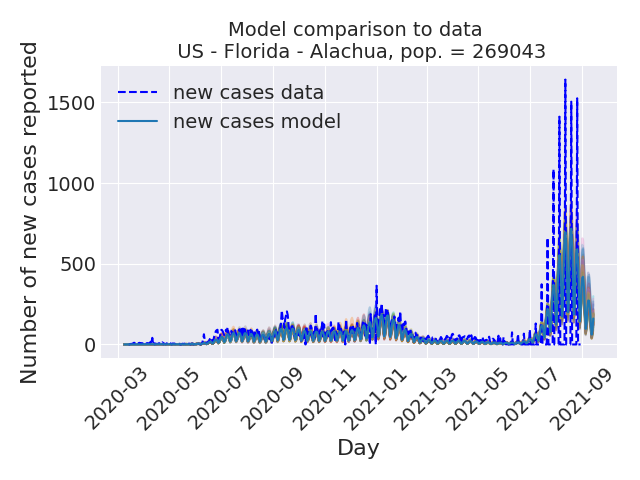 Model comparison to data
US - Florida - Alachua, pop. = 269043
Number of new cases reported
1500
1000
500
0
new cases data
new cases model
2020-03
2020-05
2020-07
2020-09
2020-11
2021-01
2021-03
2021-05
2021-07
2021-09
Day